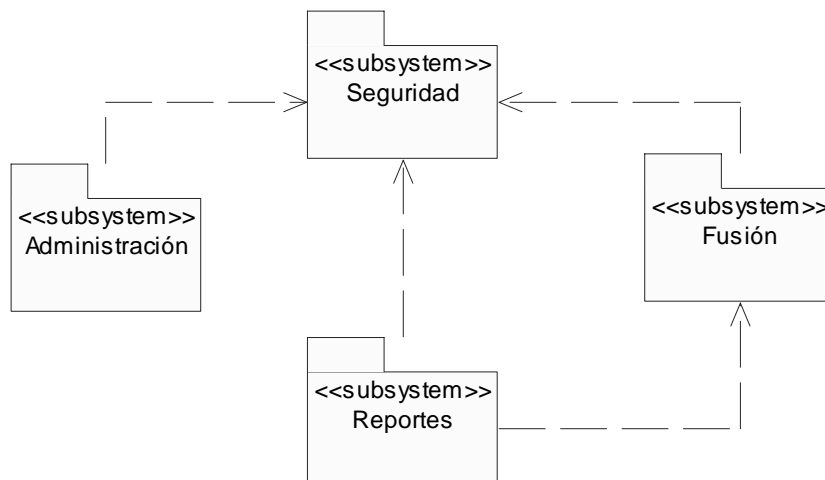 <<subsystem>>
Seguridad
<<subsystem>>
Administración
<<subsystem>>
Fusión
<<subsystem>>
Reportes